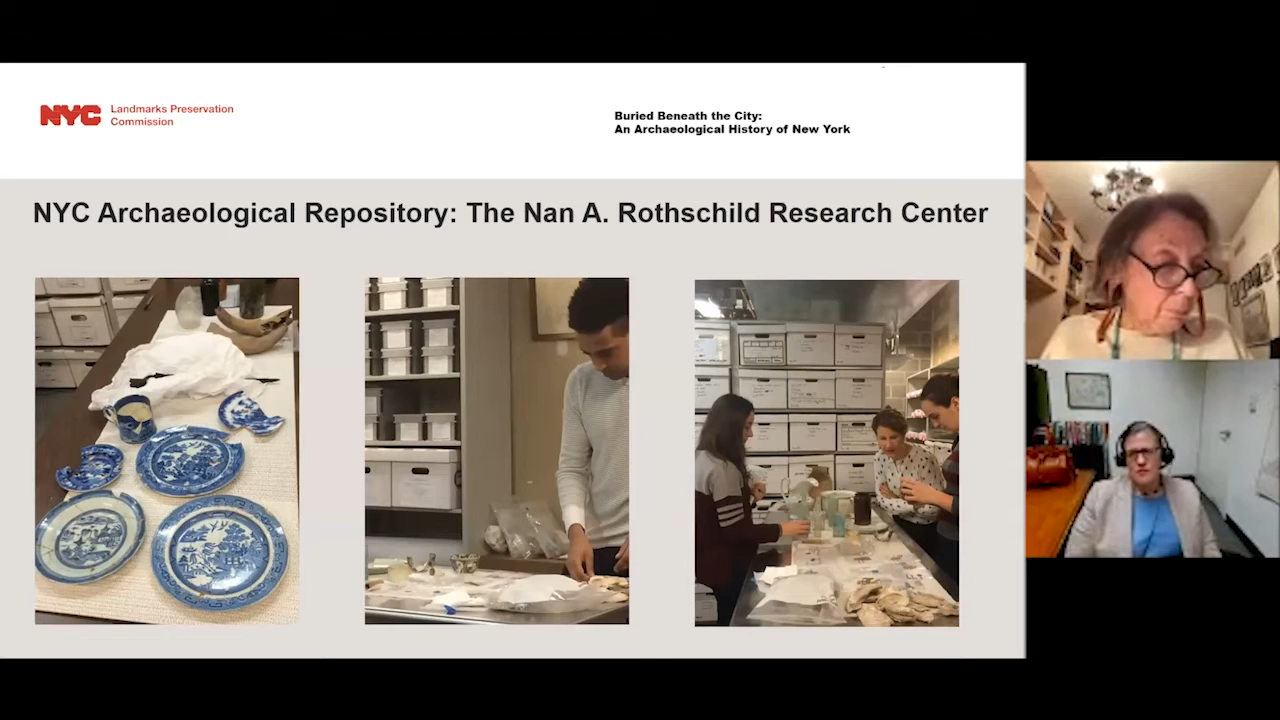 NYC
Landmarks Preservation
Commission
Buried Beneath the City:
An Archaeological History of New York
NYC Archaeological Repository: The Nan A. Rothschild Research Center